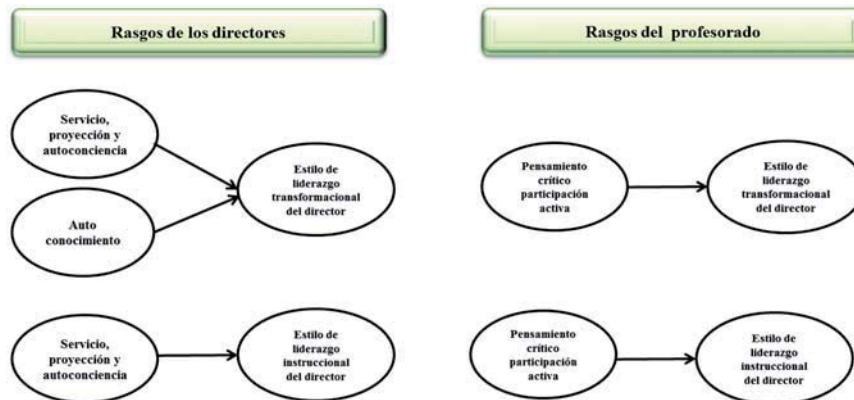 Rasgos de los directores
Rasgos del profesorado
Servicio,
proyección y
autoconciencia
Estilo de
liderazgo
transformacional
del director
Auto
conocimiento
Pensamiento
crítico
participación
activa
Estilo de
liderazgo
transformacional
del director
Servicio,
proyección y
autoconciencia
Estilo de
liderazgo
instruccional
del director
Pensamiento
crítico
participación
activa
Estilo de
liderazgo
instruccional
del director